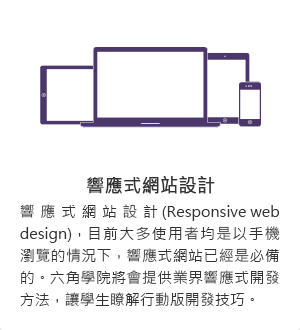 響應式網站設計
響應式網站設計(Responsive web
design)，目前大多使用者均是以手機
瀏覽的情況下，響應式網站已經是必備
的。六角學院將會提供業界響應式開發
方法，讓學生瞭解行動版開發技巧。